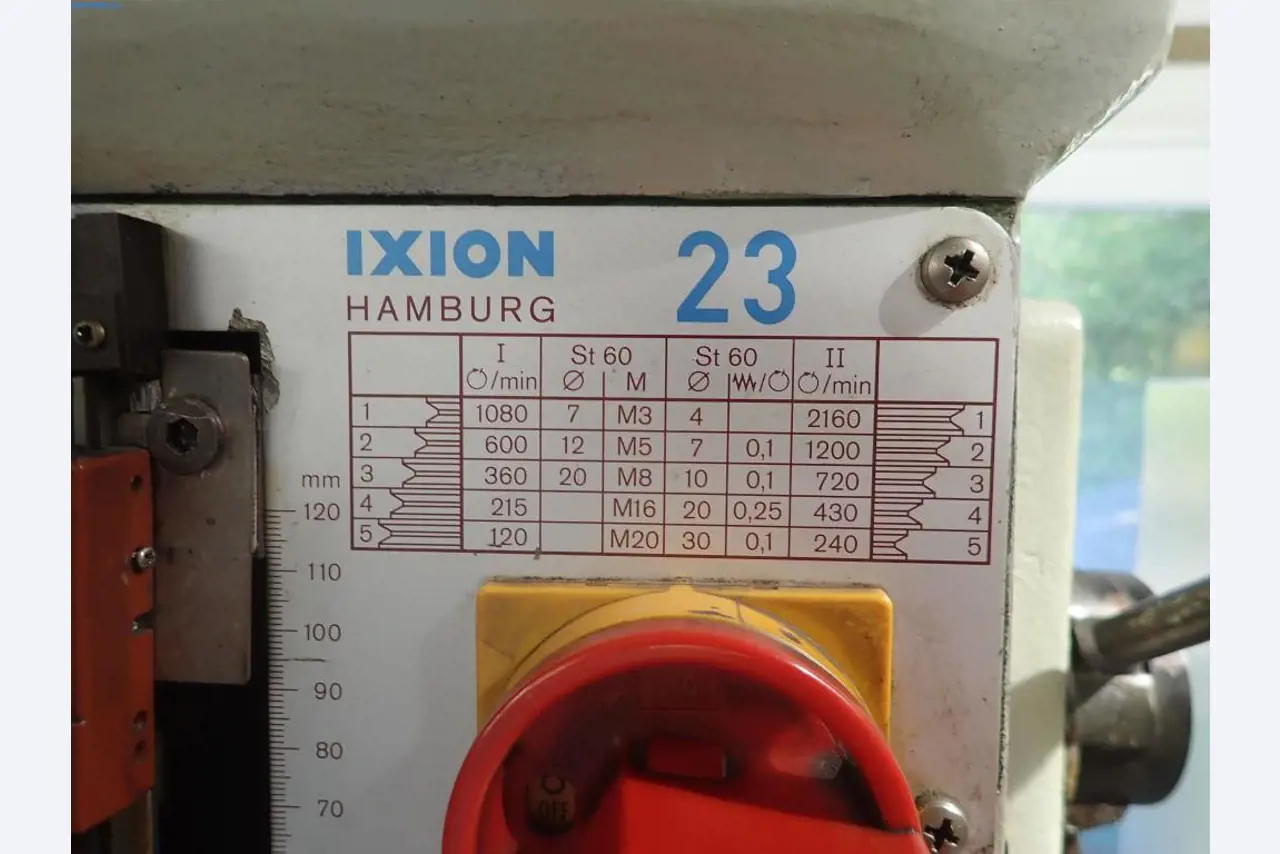 IXION 23
HAMBURG
I St 60 St 60 II
/min ∅ M ∅ / /min
1 1080 7 M3 4 2160 1
2 600 12 M5 7 0,1 1200 2
3 360 20 M8 10 0,1 720 3
4 215 M16 20 0,25 430 4
5 120 M20 30 0,1 240 5
mm
120
110
100
90
80
70
OFF